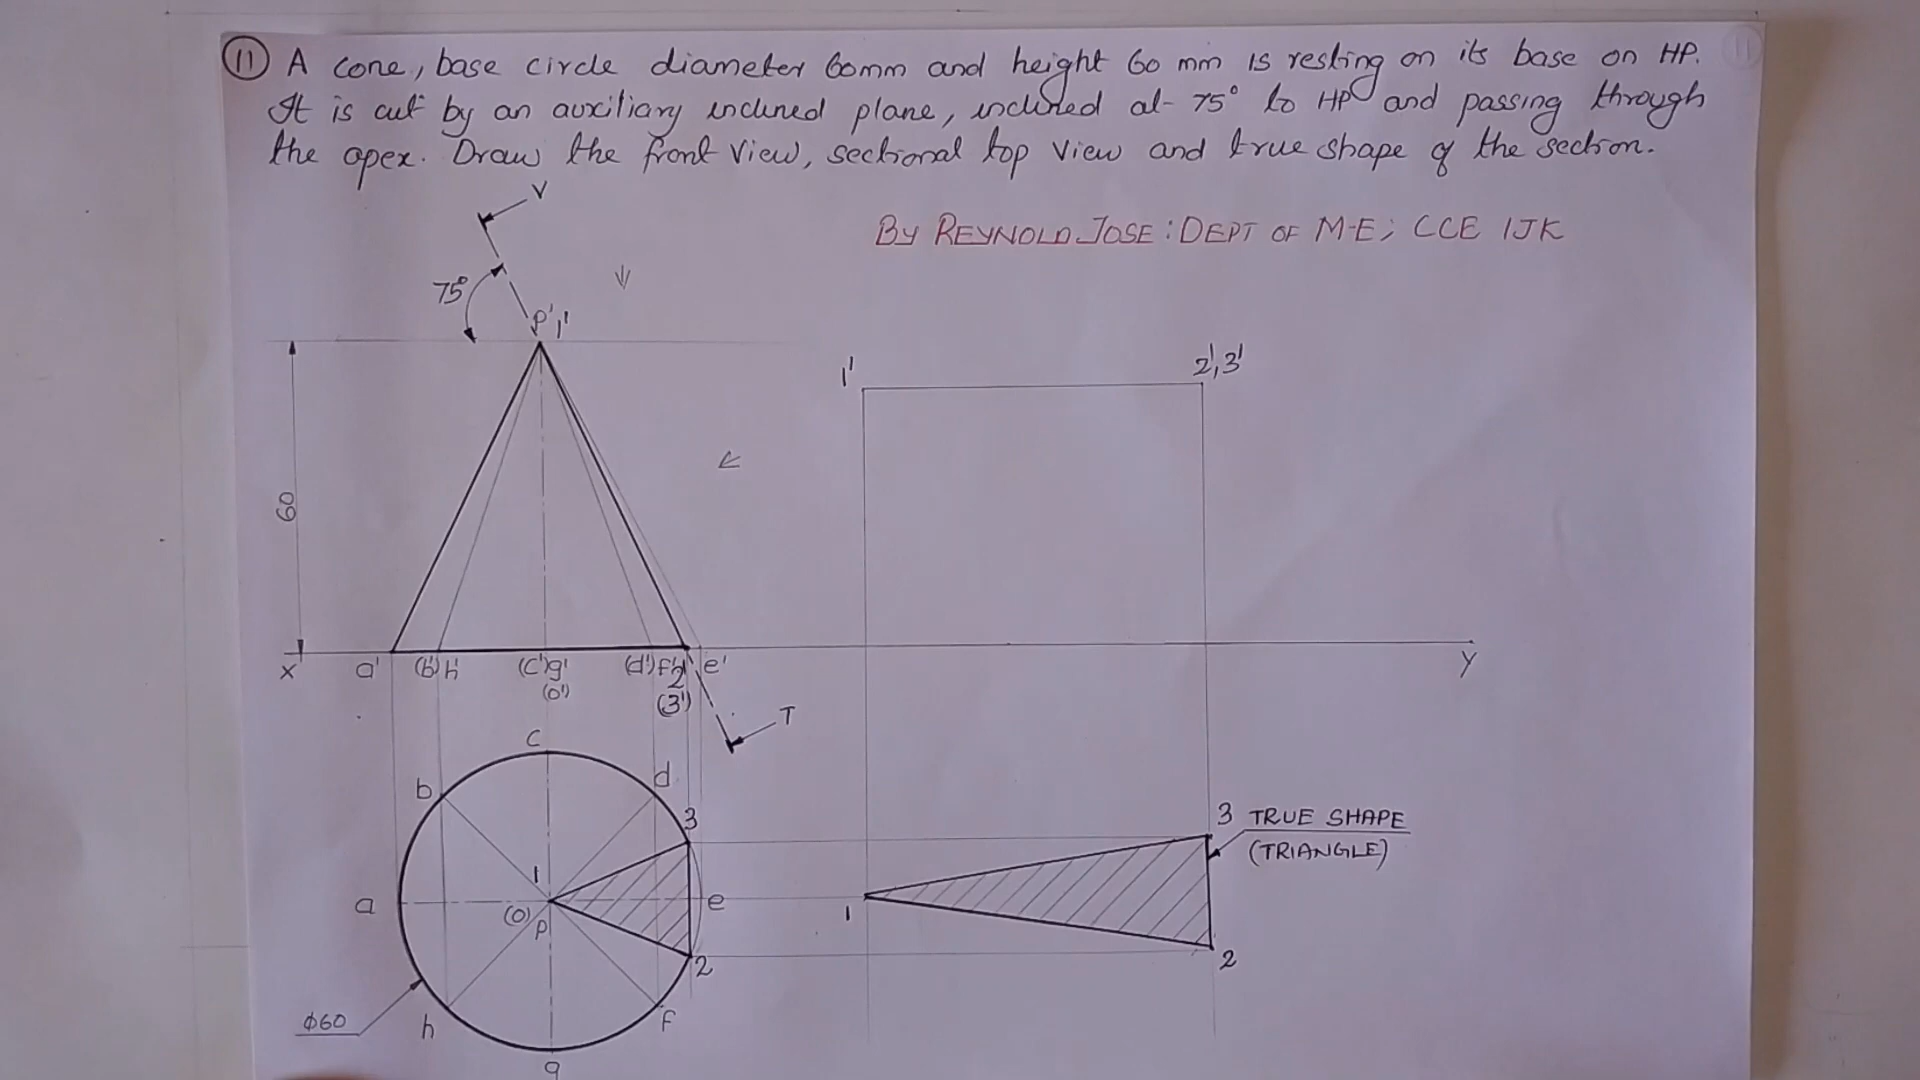 11 A cone, base circle diameter 60mm and height 60 mm is resting on its base on HP.
It is cut by an auxiliary inclined plane, inclined at 75° to HP and passing through
the apex. Draw the front view, sectional top view and true shape of the section.
BY REYNOLD JOSE : DEPT OF M-E; CCE IJK
V
75°
p' 1'
1' 2', 3'
60
X a' (b') h' (c') g' (d') f' 2' e' Y
(o') (3')
T
c
b d
3 3 TRUE SHAPE
(TRIANGLE)
1
a (o) e 1
p
2 2
Φ60 h f
g